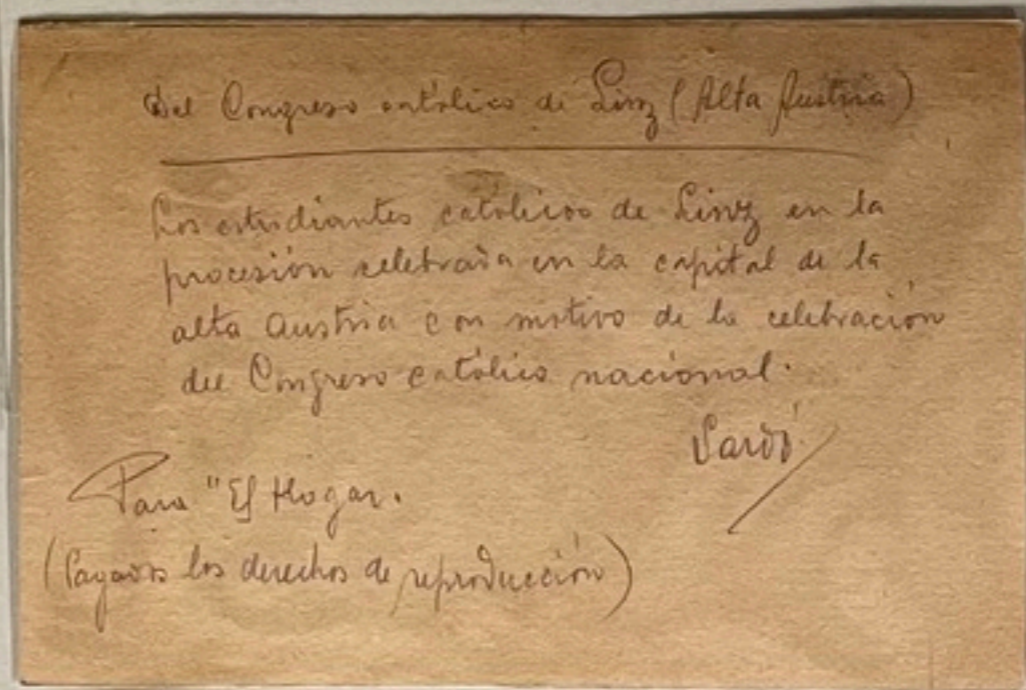 Del Congreso católico de Linz (Alta Austria)
Los estudiantes católicos de Linz en la
procesión celebrada en la capital de la
alta Austria con motivo de la celebración
del Congreso católico nacional.
Sardó
Para "El Hogar.
(Pagados los derechos de reproducción)